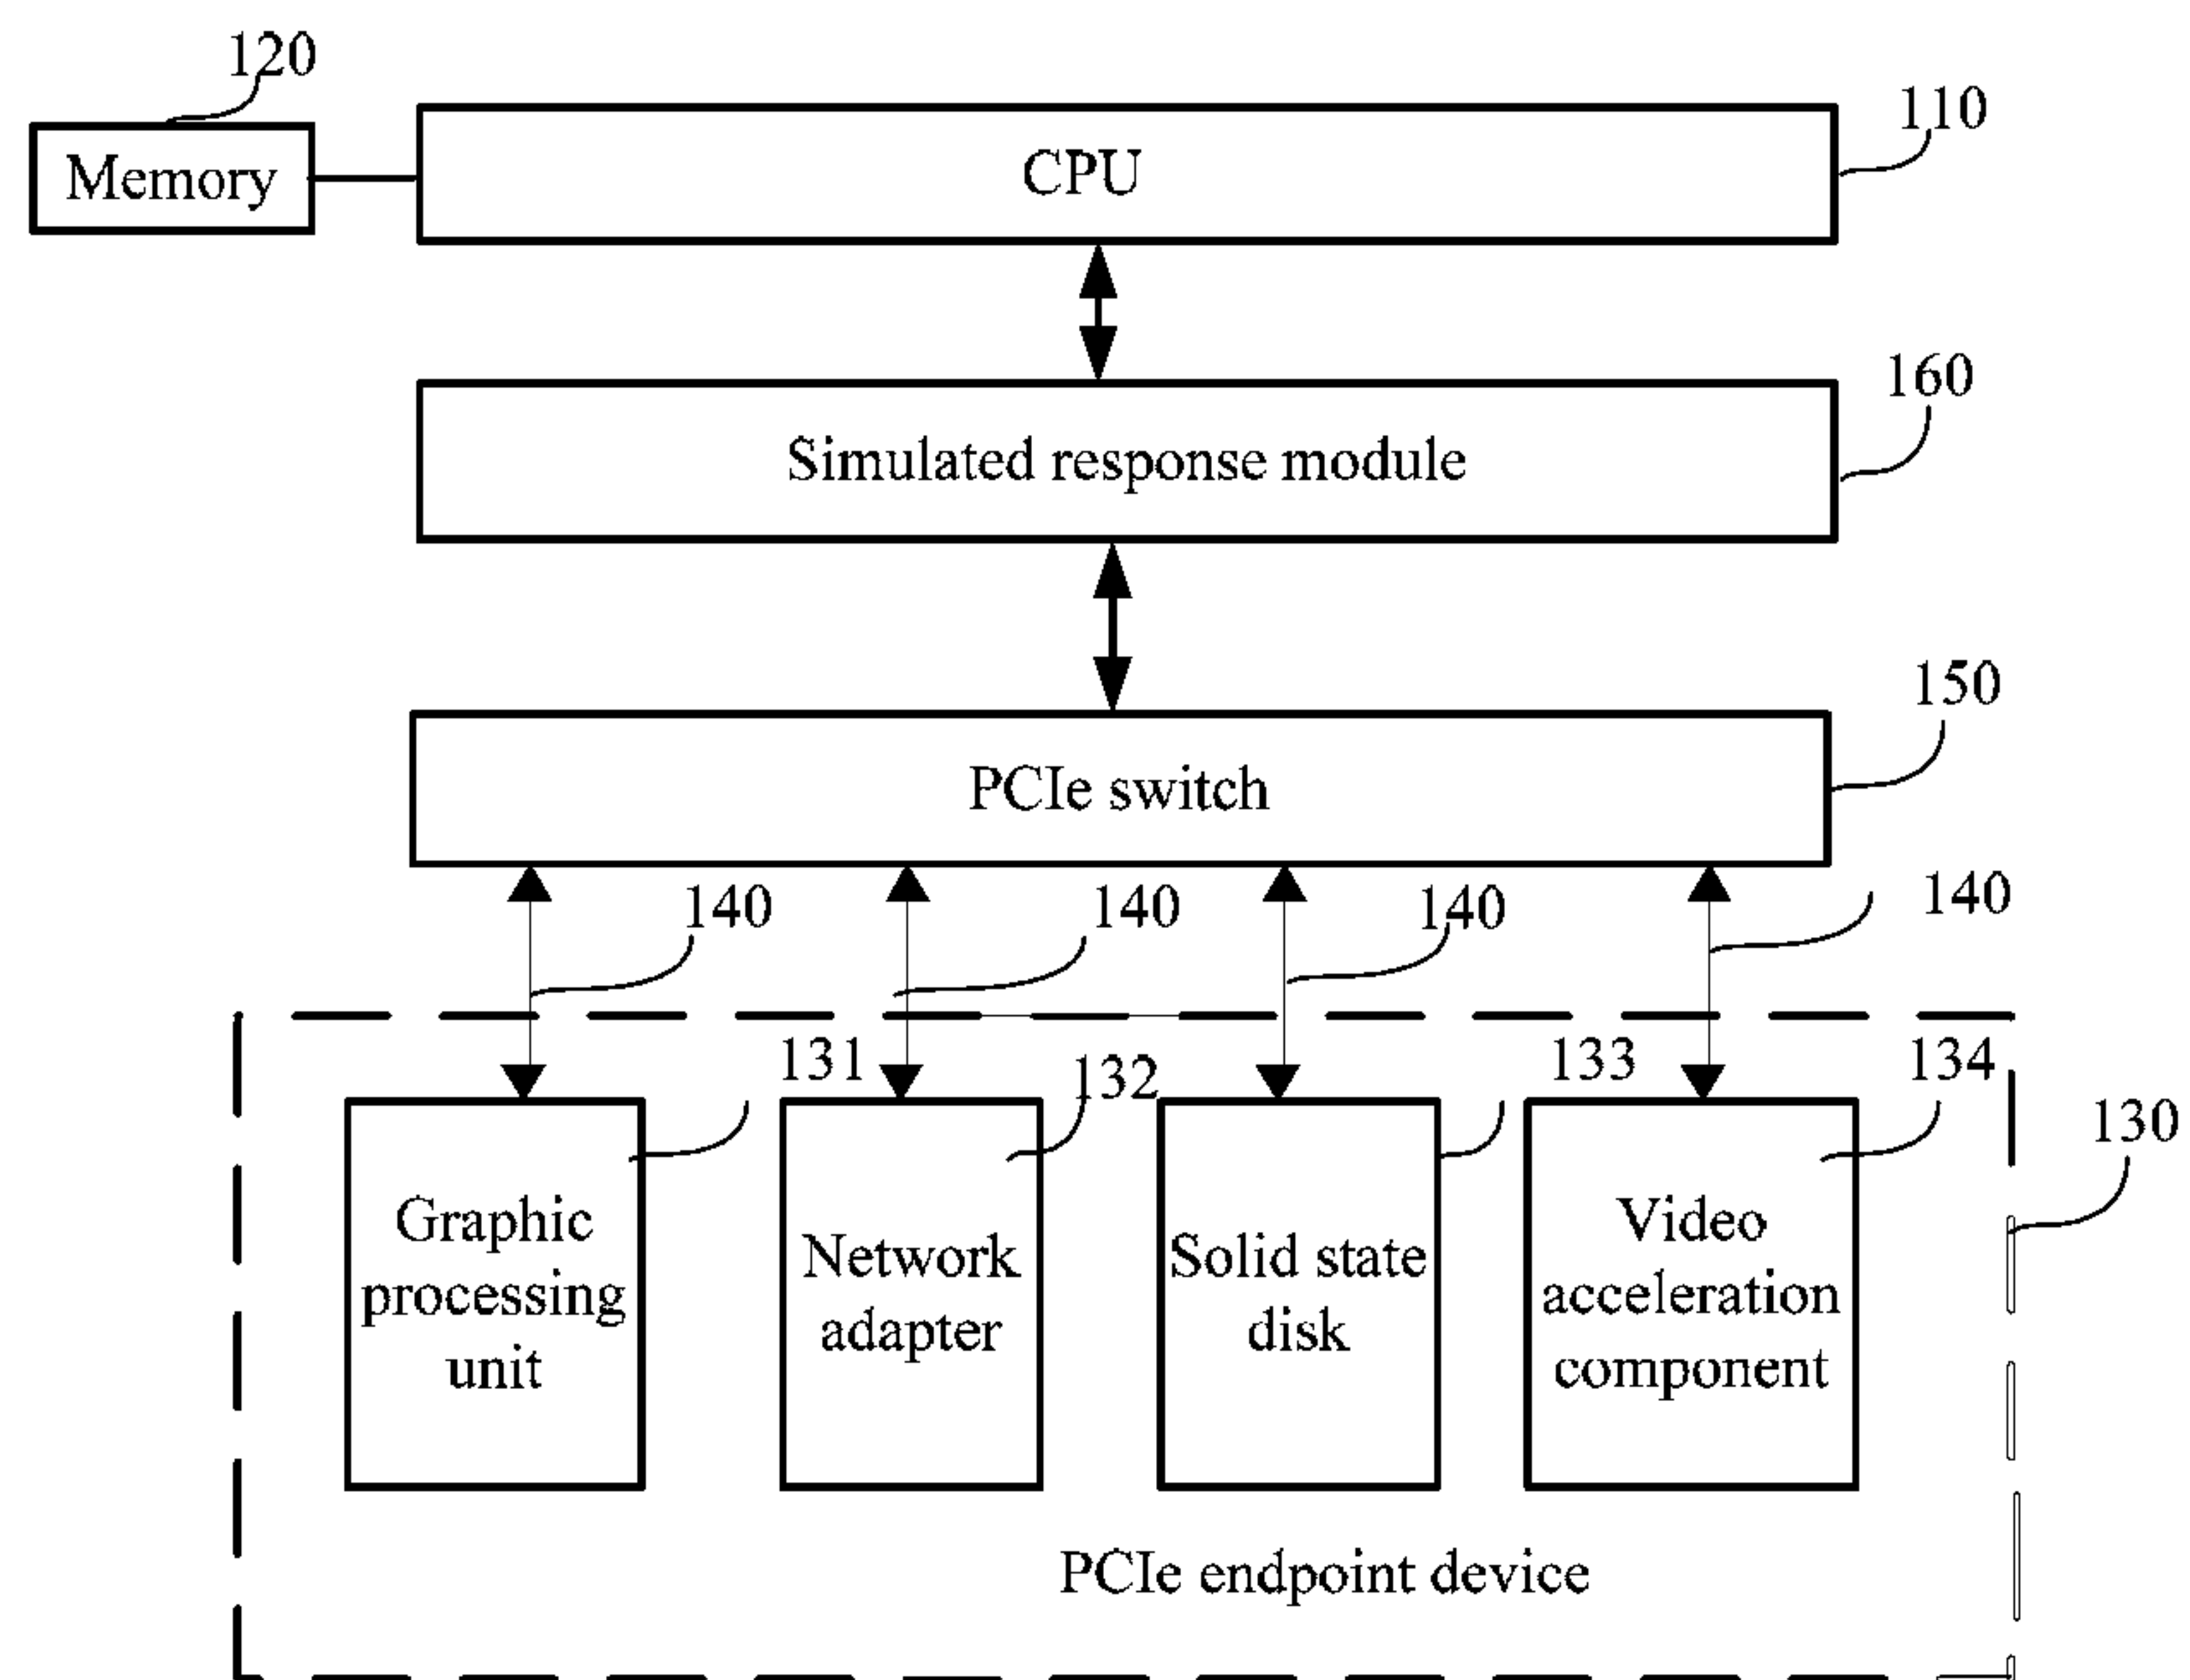 120
110
Memory
CPU
160
Simulated response module
150
PCIe switch
140
140
140
140
131
132
133
134
130
Graphic
processing
unit
Network
adapter
Solid state
disk
Video
acceleration
component
PCIe endpoint device